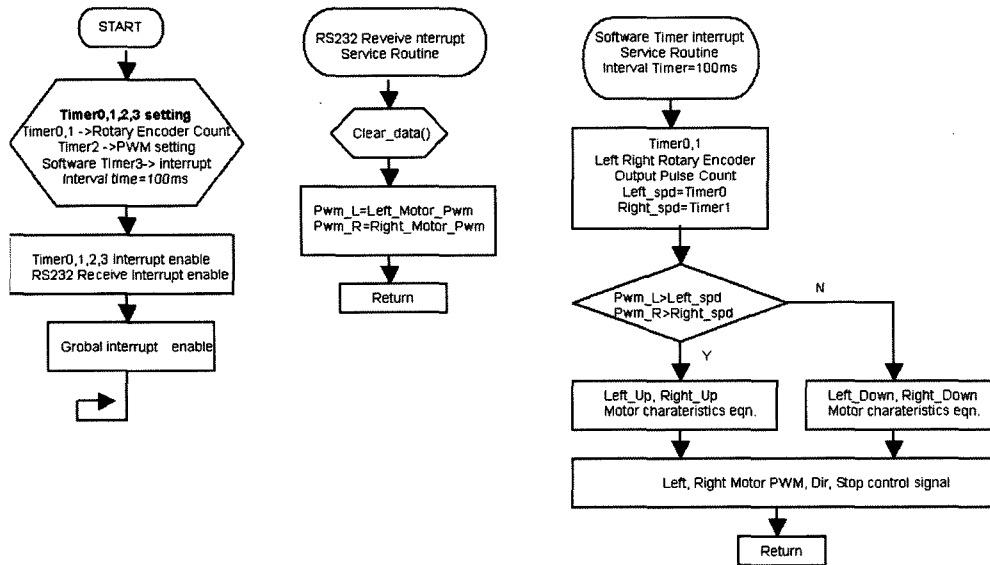 START
Timer0,1,2,3 setting
Timer0,1 ->Rotary Encoder Count
Timer2 ->PWM setting
Software Timer3-> interrupt
Interval time=100ms
Timer0,1,2,3 Interrupt enable
RS232 Receive Interrupt enable
Grobal interrupt enable
RS232 Reveive nterrupt
Service Routine
Clear_data()
Pwm_L=Left_Motor_Pwm
Pwm_R=Right_Motor_Pwm
Return
Software Timer interrupt
Service Routine
Interval Timer=100ms
Timer0,1
Left Right Rotary Encoder
Output Pulse Count
Left_spd=Timer0
Right_spd=Timer1
Pwm_L>Left_spd
Pwm_R>Right_spd
N
Y
Left_Up, Right_Up
Motor charateristics eqn.
Left_Down, Right_Down
Motor charateristics eqn.
Left, Right Motor PWM, Dir, Stop control signal
Return